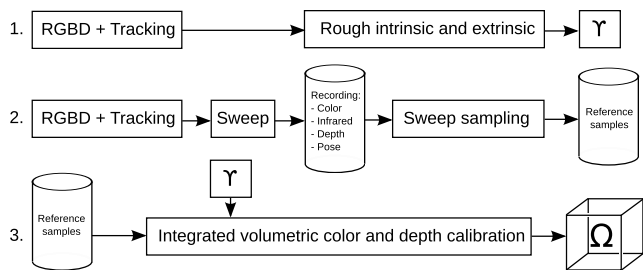 1. RGBD + Tracking Rough intrinsic and extrinsic ϒ
2. RGBD + Tracking Sweep Recording:
- Color
- Infrared
- Depth
- Pose
Sweep sampling Reference
samples
ϒ
3. Reference
samples
Integrated volumetric color and depth calibration Ω